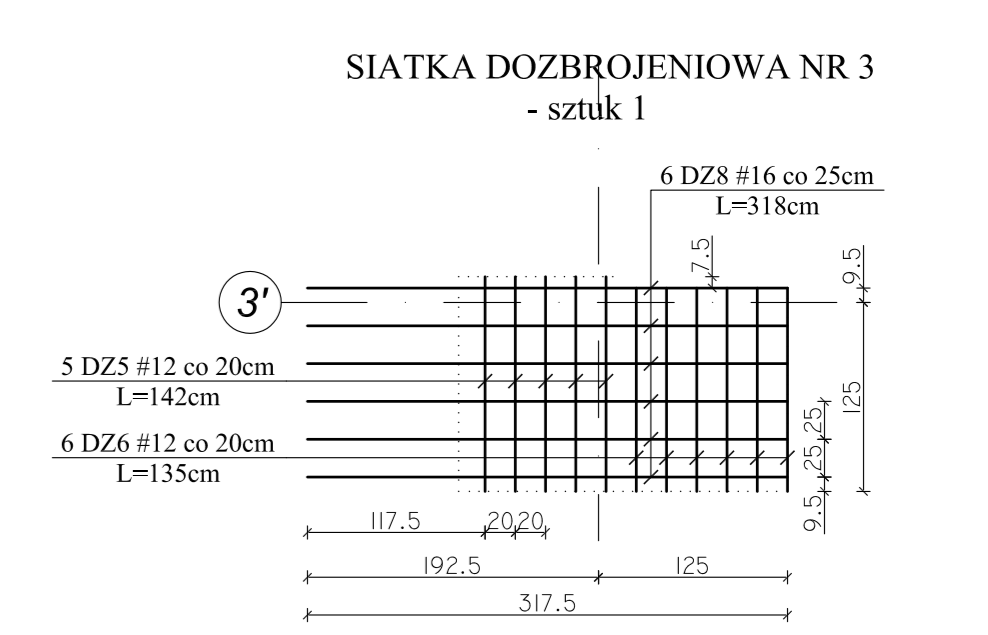 SIATKA DOZBROJENIOWA NR 3
- sztuk 1
6 DZ8 #16 co 25cm
L=318cm
7.5
9.5
3'
5 DZ5 #12 co 20cm
L=142cm
125
25
6 DZ6 #12 co 20cm
L=135cm
25
9.5
117.5
20
20
192.5
125
317.5